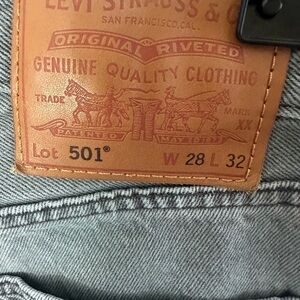 LEVI STRAUSS & C
SAN FRANCISCO, CAL.
ORIGINAL RIVETED
GENUINE QUALITY CLOTHING
TRADE MARK
XX
PATENTED MAY 20 1873
Lot 501® W 28 L 32